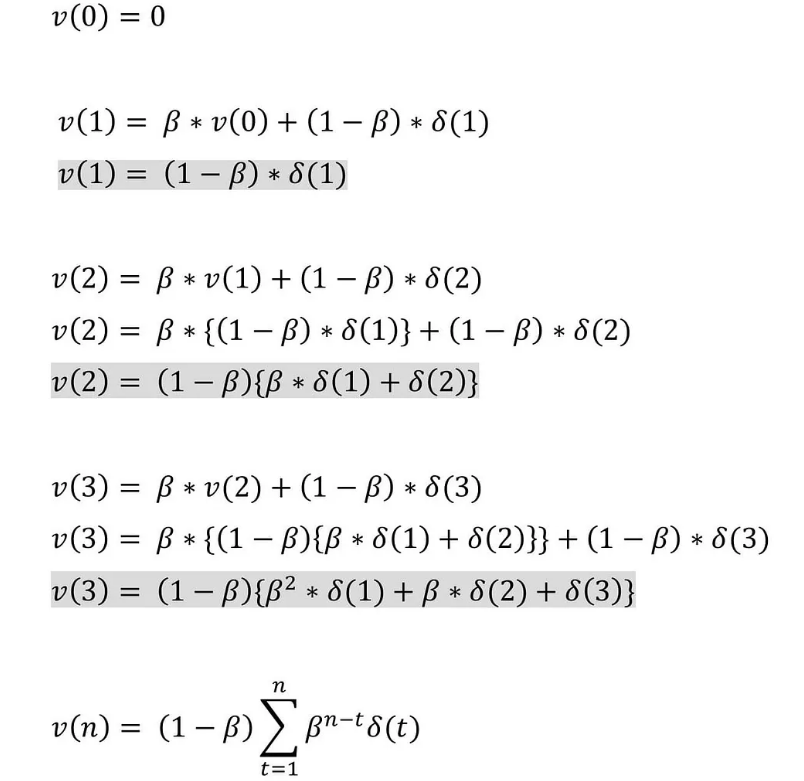 v(0) = 0
v(1) = β ∗ v(0) + (1 − β) ∗ δ(1)
v(1) = (1 − β) ∗ δ(1)
v(2) = β ∗ v(1) + (1 − β) ∗ δ(2)
v(2) = β ∗ {(1 − β) ∗ δ(1)} + (1 − β) ∗ δ(2)
v(2) = (1 − β){β ∗ δ(1) + δ(2)}
v(3) = β ∗ v(2) + (1 − β) ∗ δ(3)
v(3) = β ∗ {(1 − β){β ∗ δ(1) + δ(2)}} + (1 − β) ∗ δ(3)
v(3) = (1 − β){β² ∗ δ(1) + β ∗ δ(2) + δ(3)}
v(n) = (1 − β) ∑_{t=1}^{n} β^{n−t} δ(t)